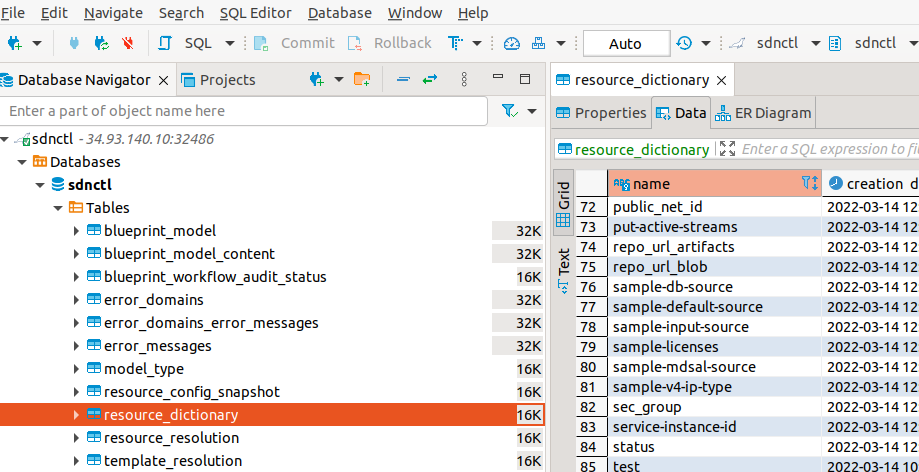 File Edit Navigate Search SQL Editor Database Window Help
SQL Commit Rollback Auto sdnctl sdnctl
Database Navigator Projects
Enter a part of object name here
sdnctl - 34.93.140.10:32486
Databases
sdnctl
Tables
blueprint_model 32K
blueprint_model_content 32K
blueprint_workflow_audit_status 16K
error_domains 32K
error_domains_error_messages 32K
error_messages 32K
model_type 16K
resource_config_snapshot 16K
resource_dictionary 16K
resource_resolution 16K
template_resolution 16K
resource_dictionary
Properties Data ER Diagram
resource_dictionary Enter a SQL expression to fi
Grid
Text
ABC name creation_d
72 public_net_id 2022-03-14 12
73 put-active-streams 2022-03-14 12
74 repo_url_artifacts 2022-03-14 12
75 repo_url_blob 2022-03-14 12
76 sample-db-source 2022-03-14 12
77 sample-default-source 2022-03-14 12
78 sample-input-source 2022-03-14 12
79 sample-licenses 2022-03-14 12
80 sample-mdsal-source 2022-03-14 12
81 sample-v4-ip-type 2022-03-14 12
82 sec_group 2022-03-14 12
83 service-instance-id 2022-03-14 12
84 status 2022-03-14 12
85 test 2022-03-14 10